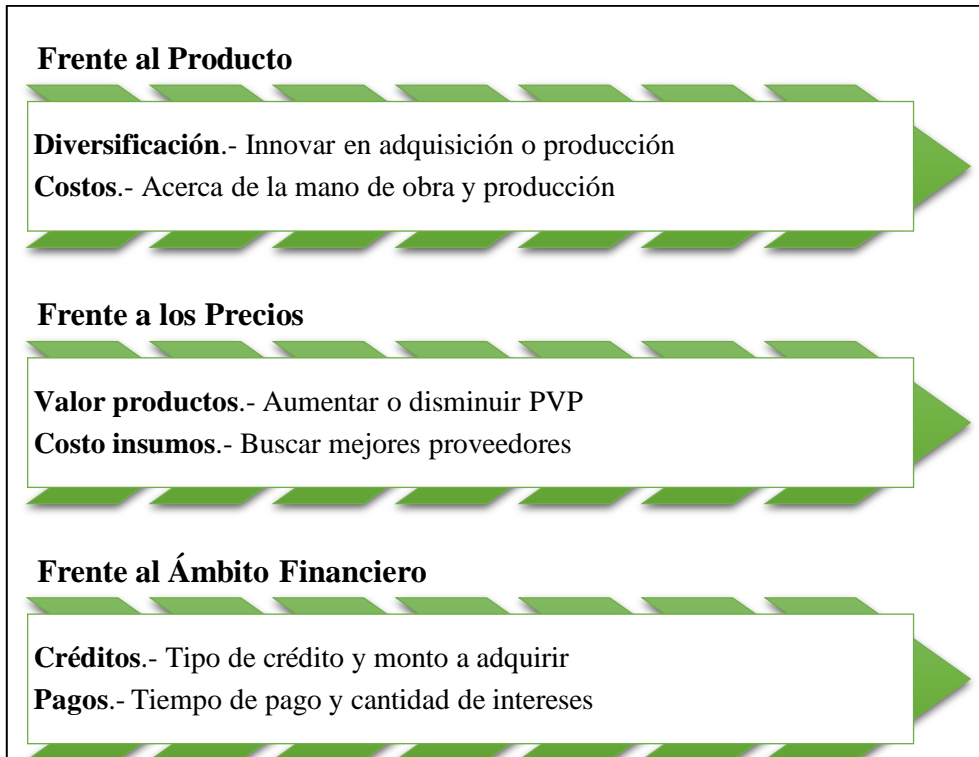 Frente al Producto
Diversificación.- Innovar en adquisición o producción
Costos.- Acerca de la mano de obra y producción
Frente a los Precios
Valor productos.- Aumentar o disminuir PVP
Costo insumos.- Buscar mejores proveedores
Frente al Ámbito Financiero
Créditos.- Tipo de crédito y monto a adquirir
Pagos.- Tiempo de pago y cantidad de intereses